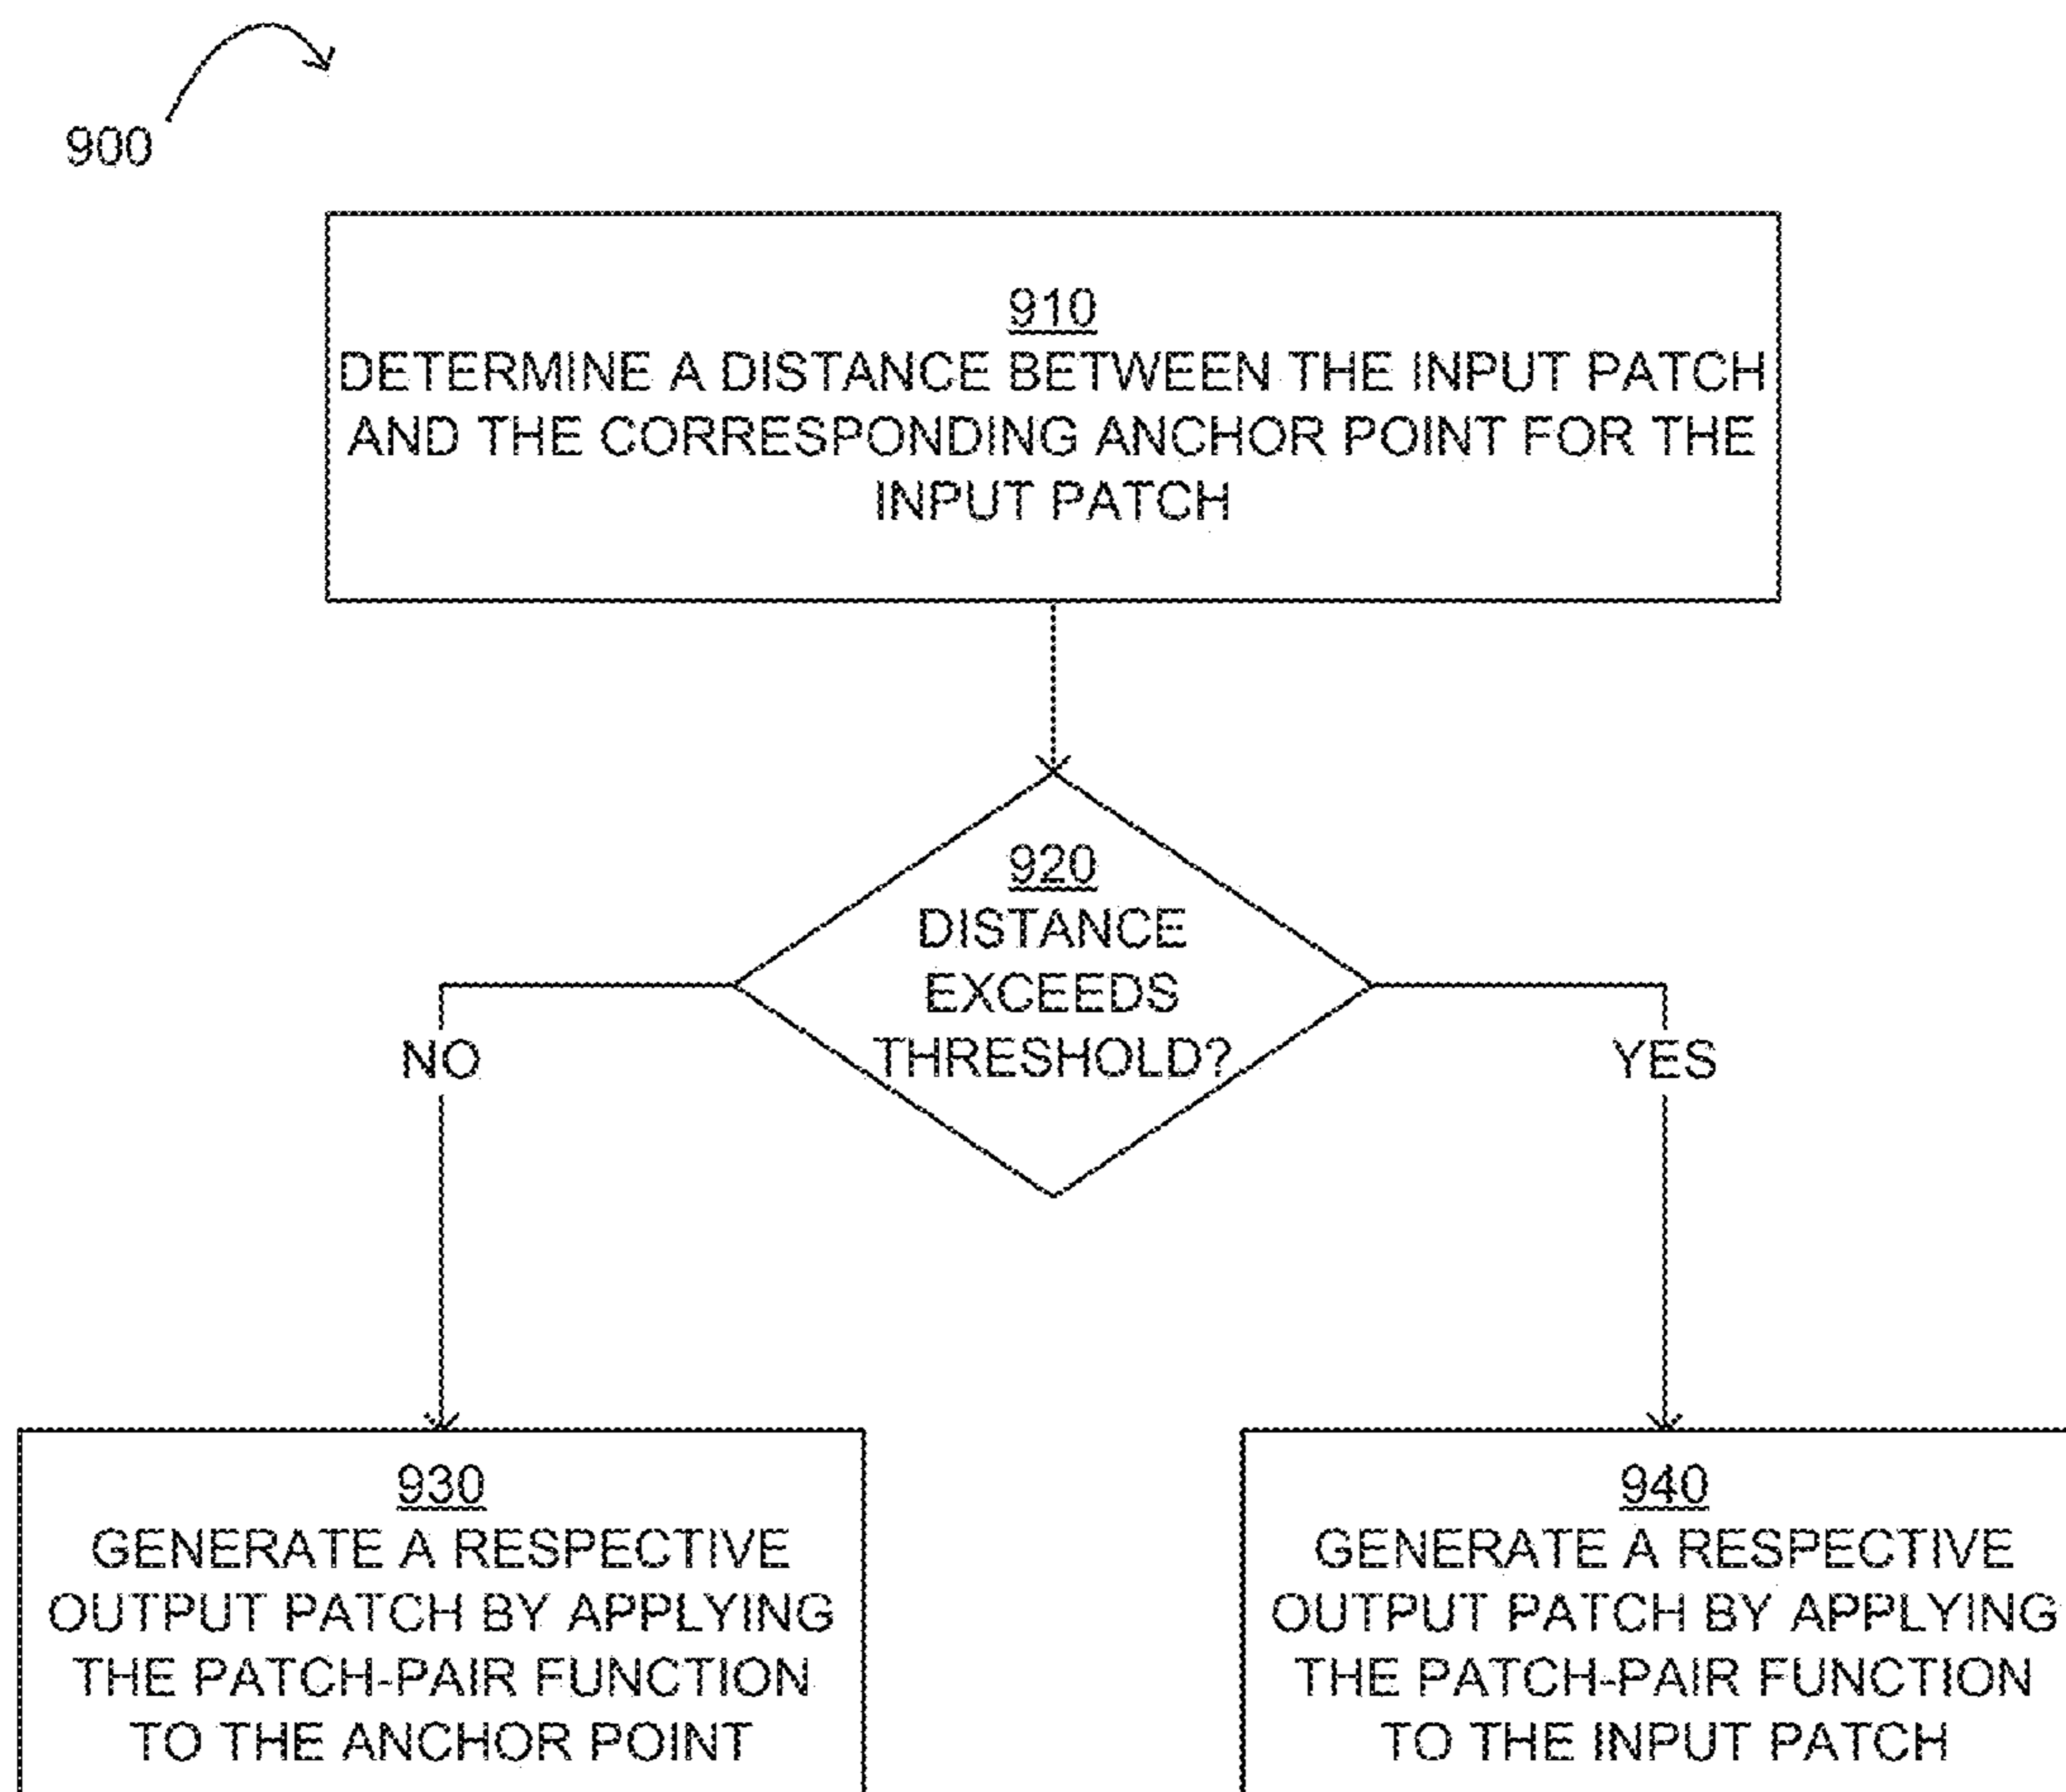 900
910
DETERMINE A DISTANCE BETWEEN THE INPUT PATCH
AND THE CORRESPONDING ANCHOR POINT FOR THE
INPUT PATCH
920
DISTANCE
EXCEEDS
THRESHOLD?
NO
YES
930
GENERATE A RESPECTIVE
OUTPUT PATCH BY APPLYING
THE PATCH-PAIR FUNCTION
TO THE ANCHOR POINT
940
GENERATE A RESPECTIVE
OUTPUT PATCH BY APPLYING
THE PATCH-PAIR FUNCTION
TO THE INPUT PATCH